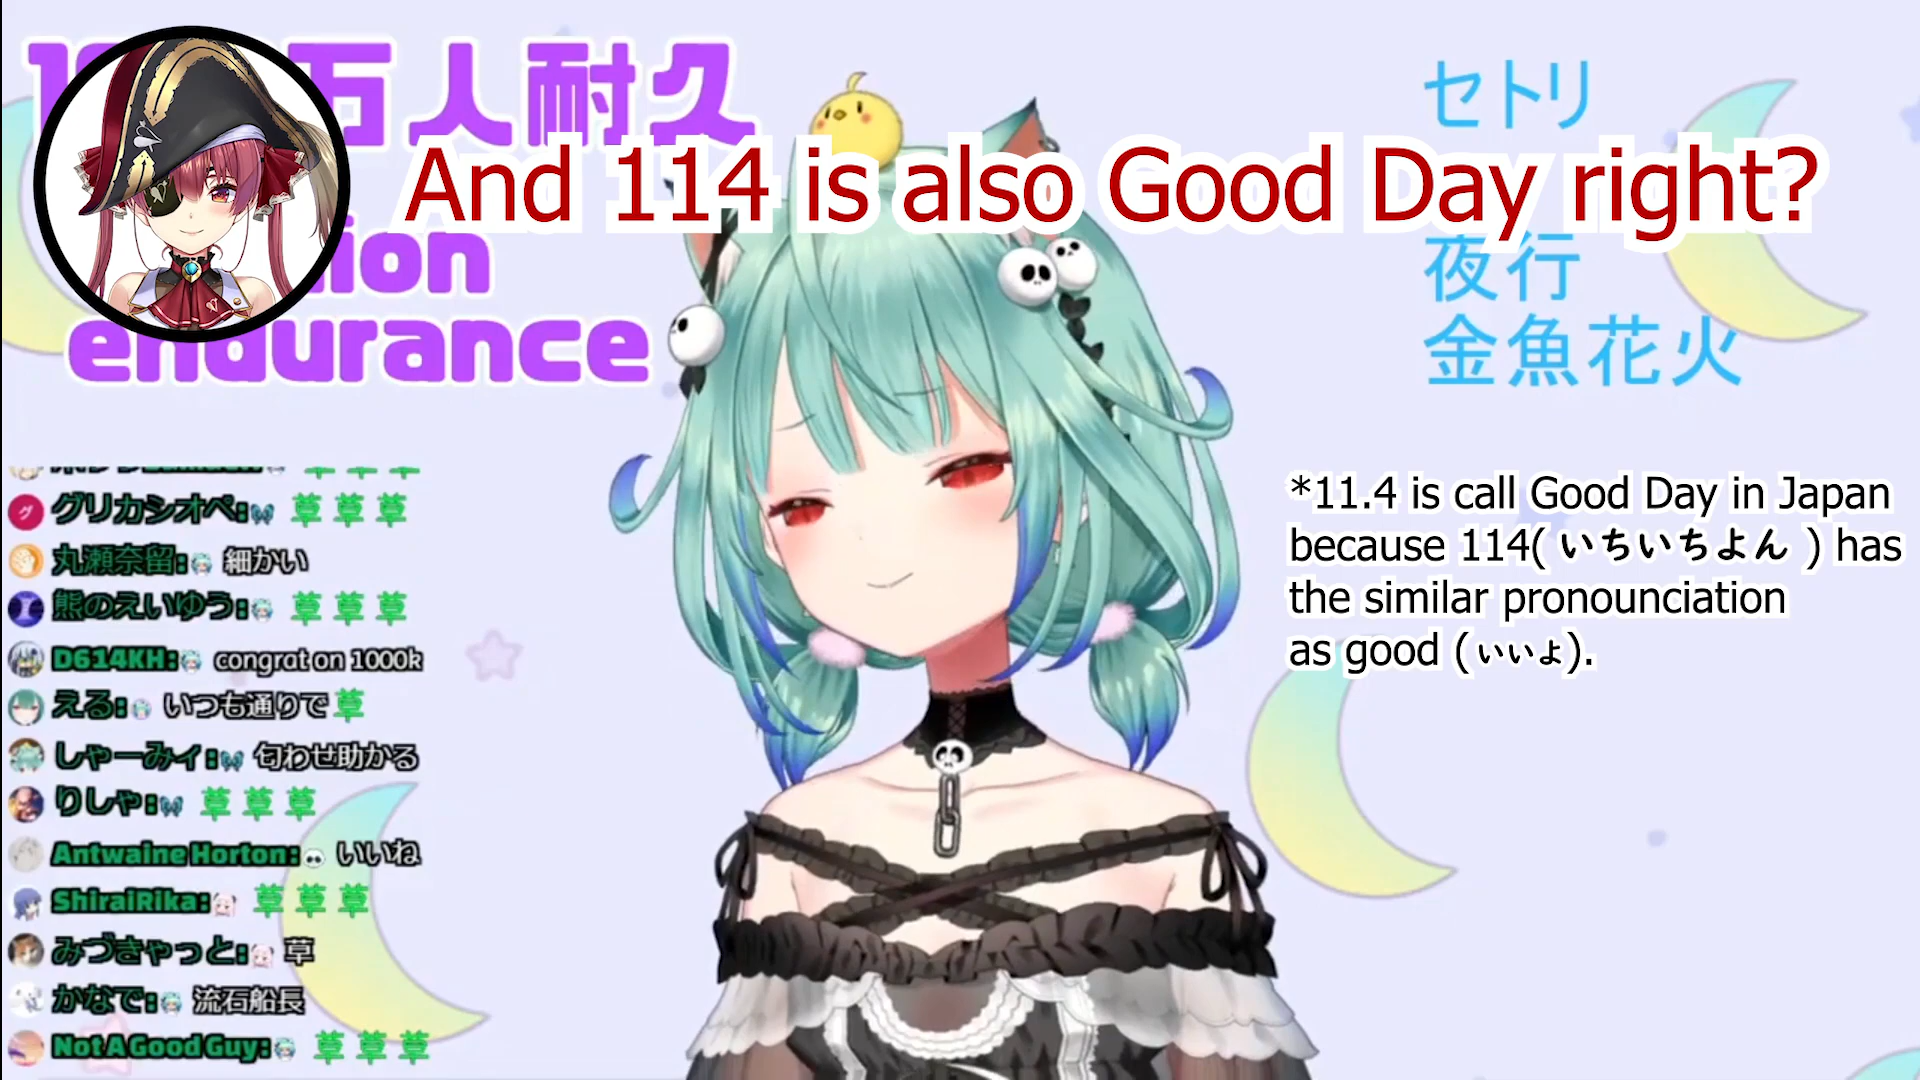 万人耐久
endurance
And 114 is also Good Day right?
セトリ
夜行
金魚花火
*11.4 is call Good Day in Japan
because 114( いちいちよん ) has
the similar pronounciation
as good (いいよ).
グリカシオペ: 草草草
丸瀬奈留: 細かい
熊のえいゆう: 草草草
D614KH: congrat on 1000k
える: いつも通りで草
しゃーみィ: 匂わせ助かる
りしゃ: 草草草
Antwaine Horton: いいね
ShiraiRika: 草草草
みづきゃっと: 草
かなで: 流石船長
NotAGoodGuy: 草草草